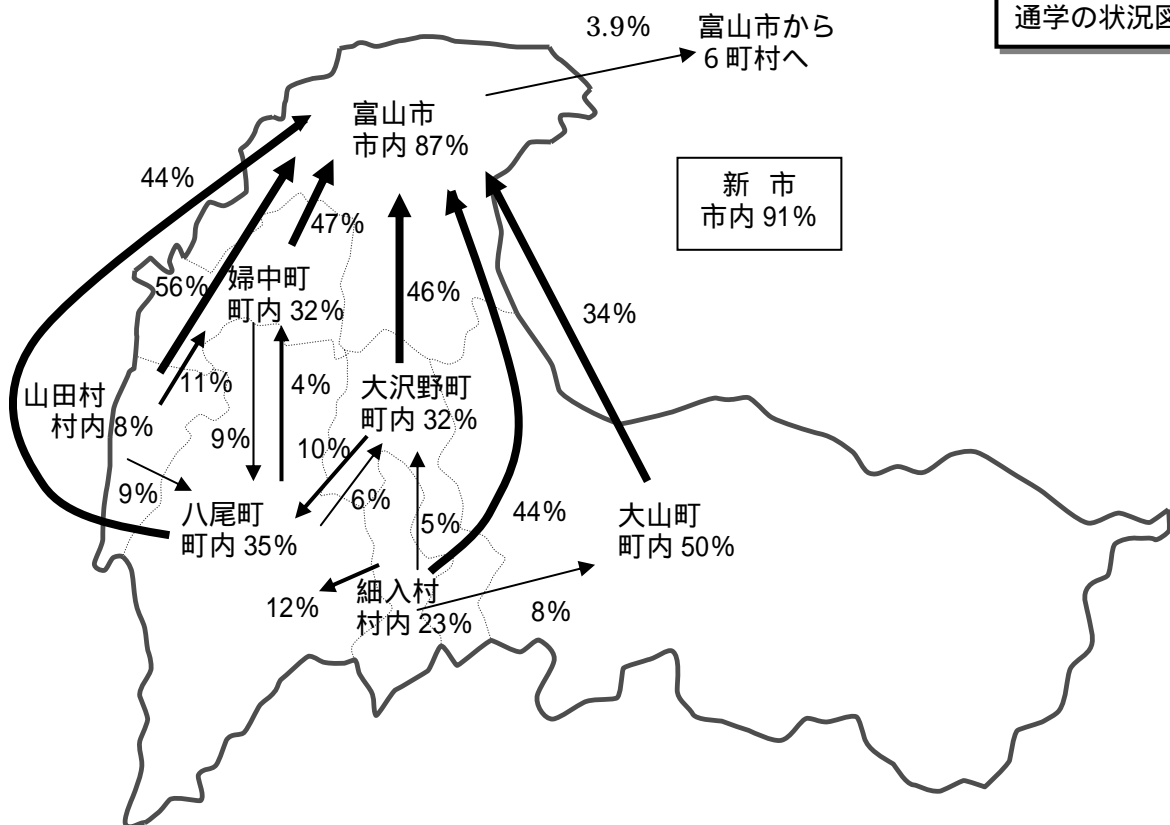 通学の状況図
3.9%
富山市から
6町村へ
富山市
市内 87%
新 市
市内 91%
44%
47%
56%
婦中町
町内 32%
46%
34%
山田村
村内 8%
11%
4%
大沢野町
町内 32%
9%
10%
9%
6%
八尾町
町内 35%
5%
44%
大山町
町内 50%
12%
細入村
村内 23%
8%